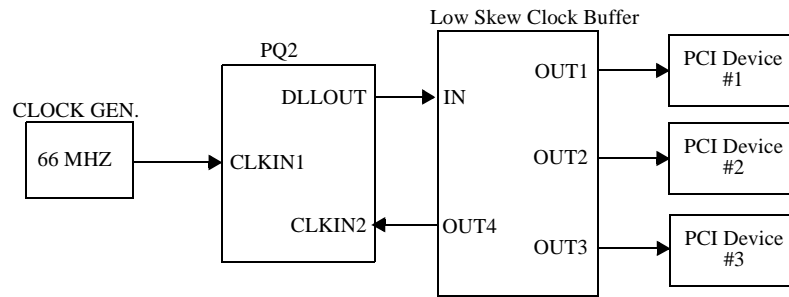 Low Skew Clock Buffer
PQ2
CLOCK GEN.
66 MHZ
CLKIN1
DLLOUT
CLKIN2
IN
OUT4
OUT1
OUT2
OUT3
PCI Device
#1
PCI Device
#2
PCI Device
#3